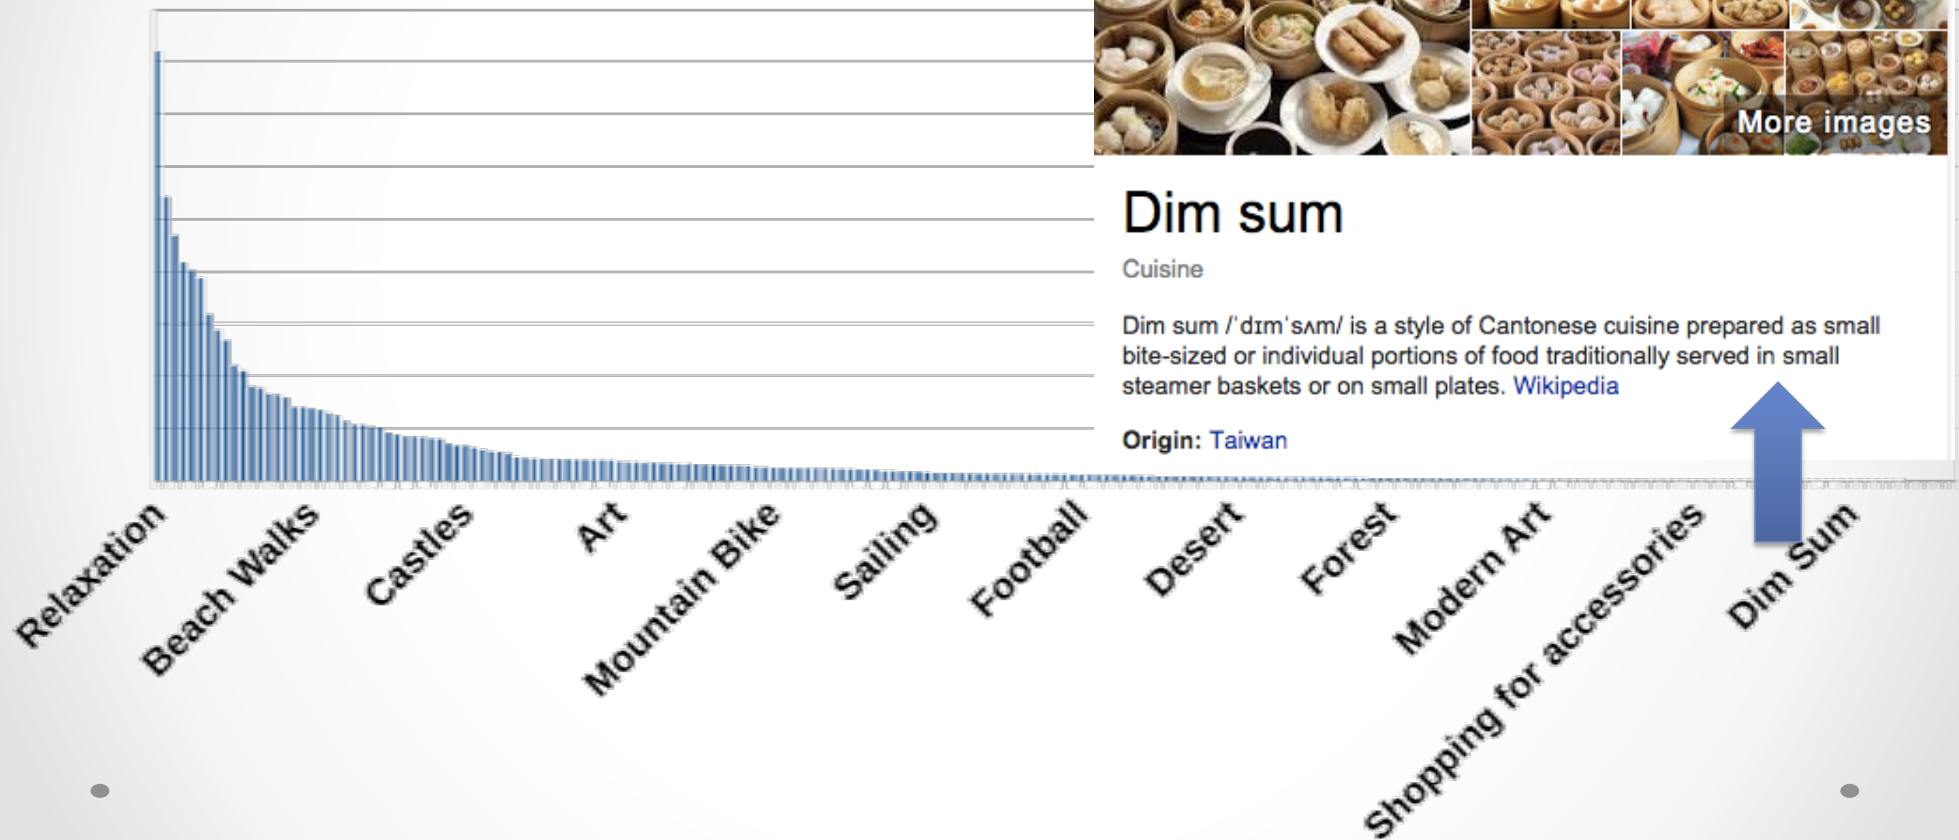 More images
Dim sum
Cuisine
Dim sum /ˈdɪmˈsʌm/ is a style of Cantonese cuisine prepared as small
bite-sized or individual portions of food traditionally served in small
steamer baskets or on small plates. Wikipedia
Origin: Taiwan
Relaxation
Beach Walks
Castles
Art
Mountain Bike
Sailing
Football
Desert
Forest
Modern Art
Shopping for accessories
Dim Sum